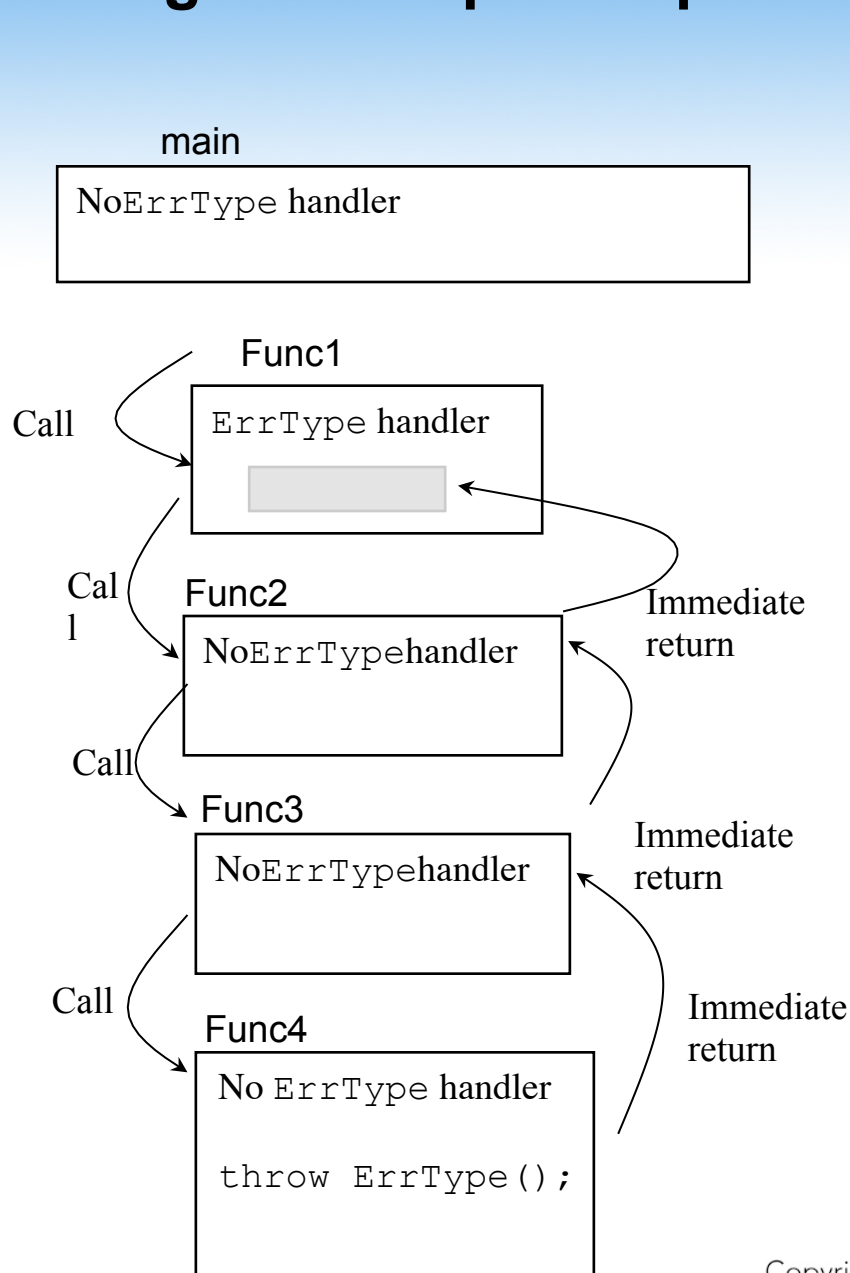 main
NoErrType handler
Func1
Call
ErrType handler
Cal
l
Func2
Immediate
return
NoErrTypehandler
Call
Func3
Immediate
return
NoErrTypehandler
Call
Immediate
return
Func4
No ErrType handler
throw ErrType();